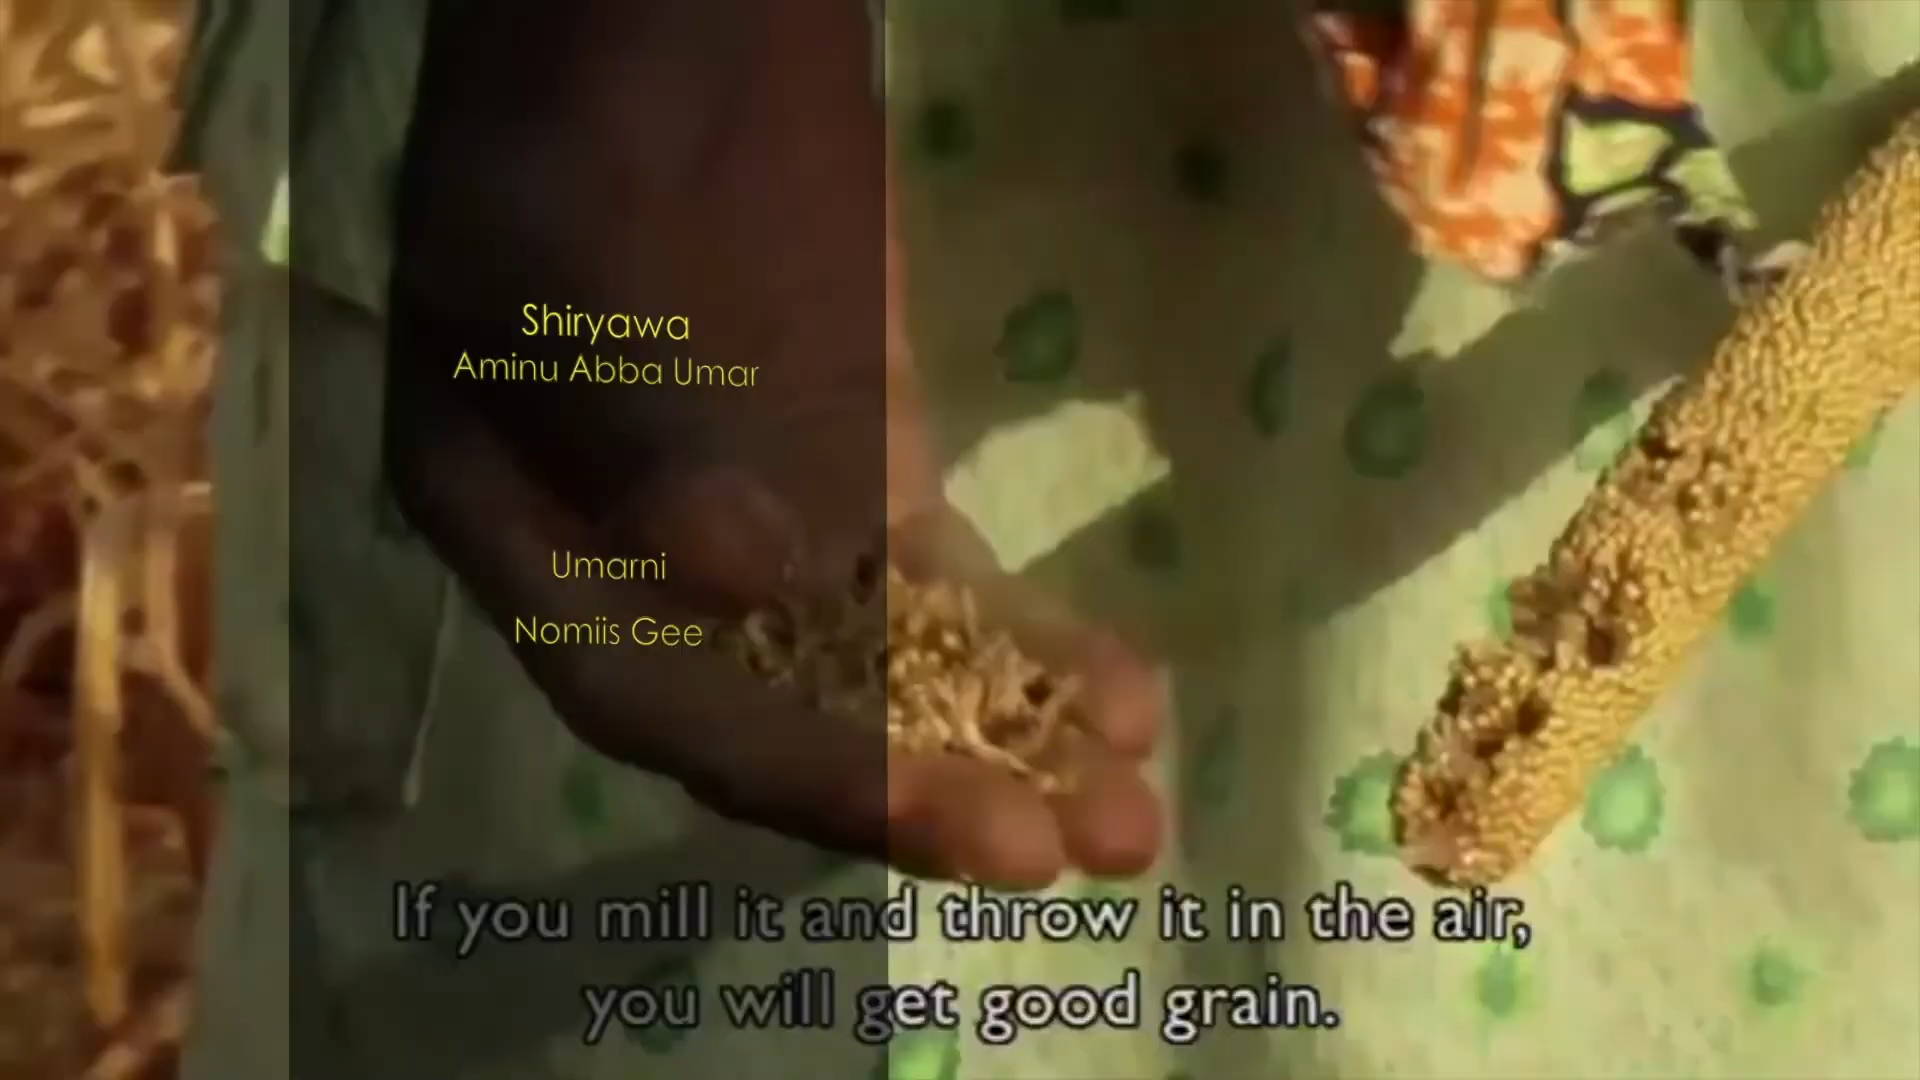 Shiryawa
Aminu Abba Umar
Umarni
Nomiis Gee
If you mill it and throw it in the air,
you will get good grain.